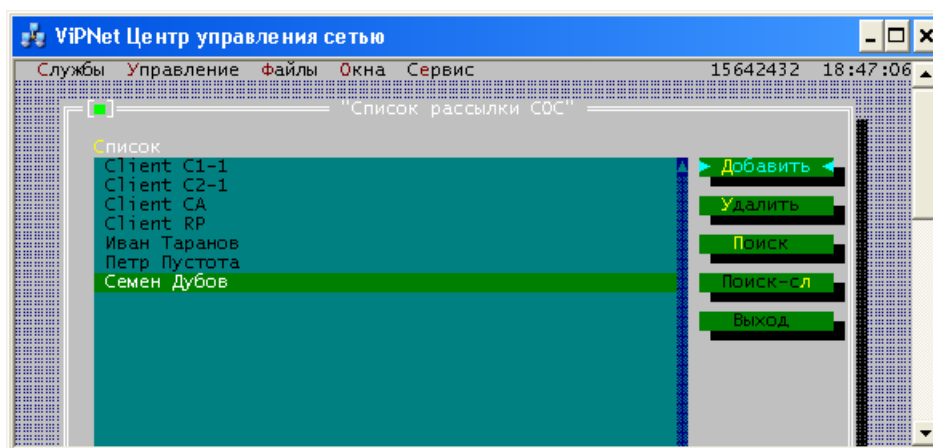 ViPNet Центр управления сетью
Службы Управление Файлы Окна Сервис 15642432 18:47:06
"Список рассылки СОС"
Список
Client C1-1
Client C2-1
Client CA
Client RP
Иван Таранов
Петр Пустота
Семен Дубов
Добавить
Удалить
Поиск
Поиск-сл
Выход